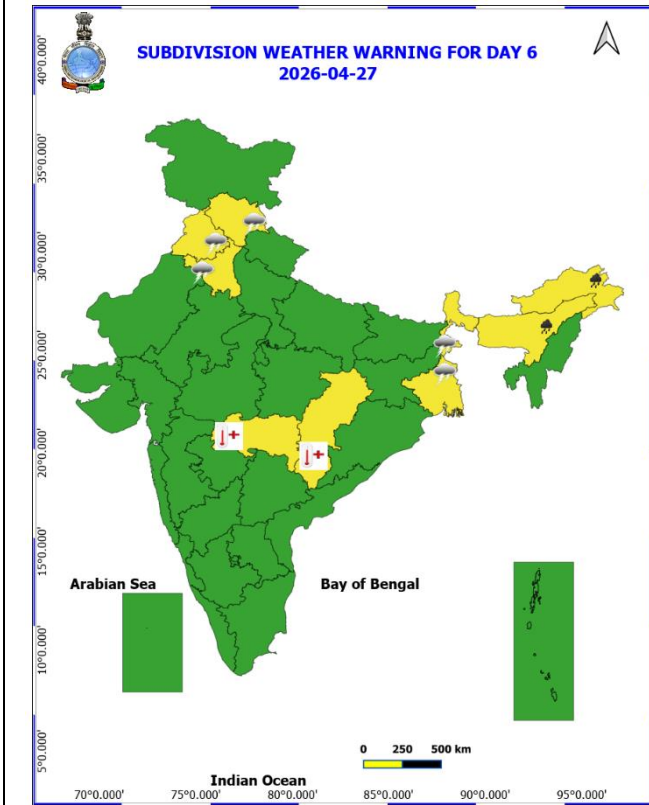 SUBDIVISION WEATHER WARNING FOR DAY 6
2026-04-27
40°0.000'
35°0.000'
30°0.000'
25°0.000'
20°0.000'
15°0.000'
10°0.000'
5°0.000'
Arabian Sea
Bay of Bengal
0 250 500 km
Indian Ocean
70°0.000' 75°0.000' 80°0.000' 85°0.000' 90°0.000' 95°0.000'